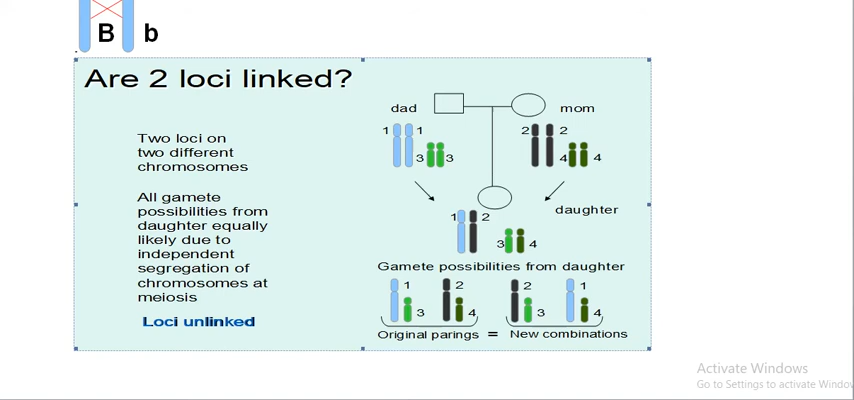 B b
Are 2 loci linked?
dad mom
1 1 2 2
3 3 4 4
Two loci on
two different
chromosomes
All gamete
possibilities from
daughter equally
likely due to
independent
segregation of
chromosomes at
meiosis
Loci unlinked
daughter
1 2
3 4
Gamete possibilities from daughter
1 2 2 1
3 4 3 4
Original parings = New combinations
Activate Windows
Go to Settings to activate Windov